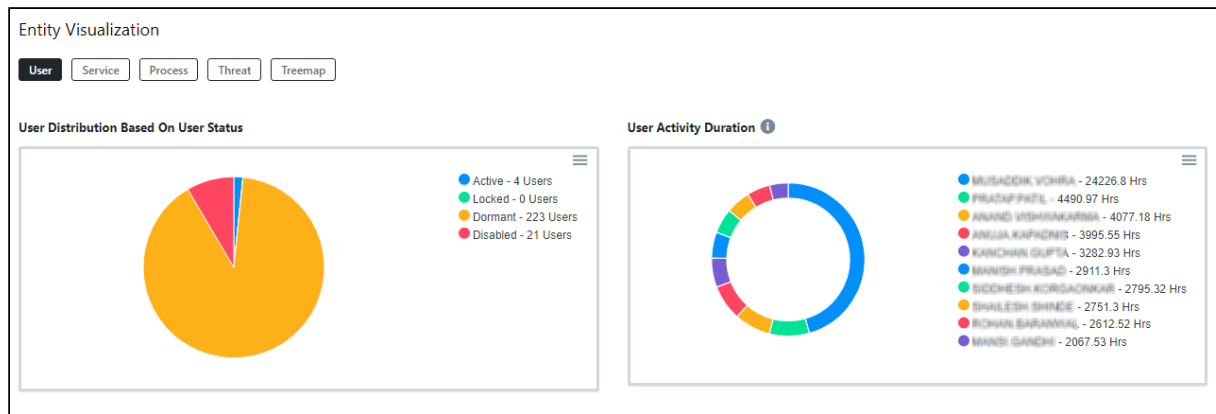 Entity Visualization
User Service Process Threat Treemap
User Distribution Based On User Status
Active - 4 Users
Locked - 0 Users
Dormant - 223 Users
Disabled - 21 Users
User Activity Duration
- 24226.8 Hrs
- 4490.97 Hrs
- 4077.18 Hrs
- 3995.55 Hrs
- 3282.93 Hrs
- 2911.3 Hrs
- 2795.32 Hrs
- 2751.3 Hrs
- 2612.52 Hrs
- 2067.53 Hrs